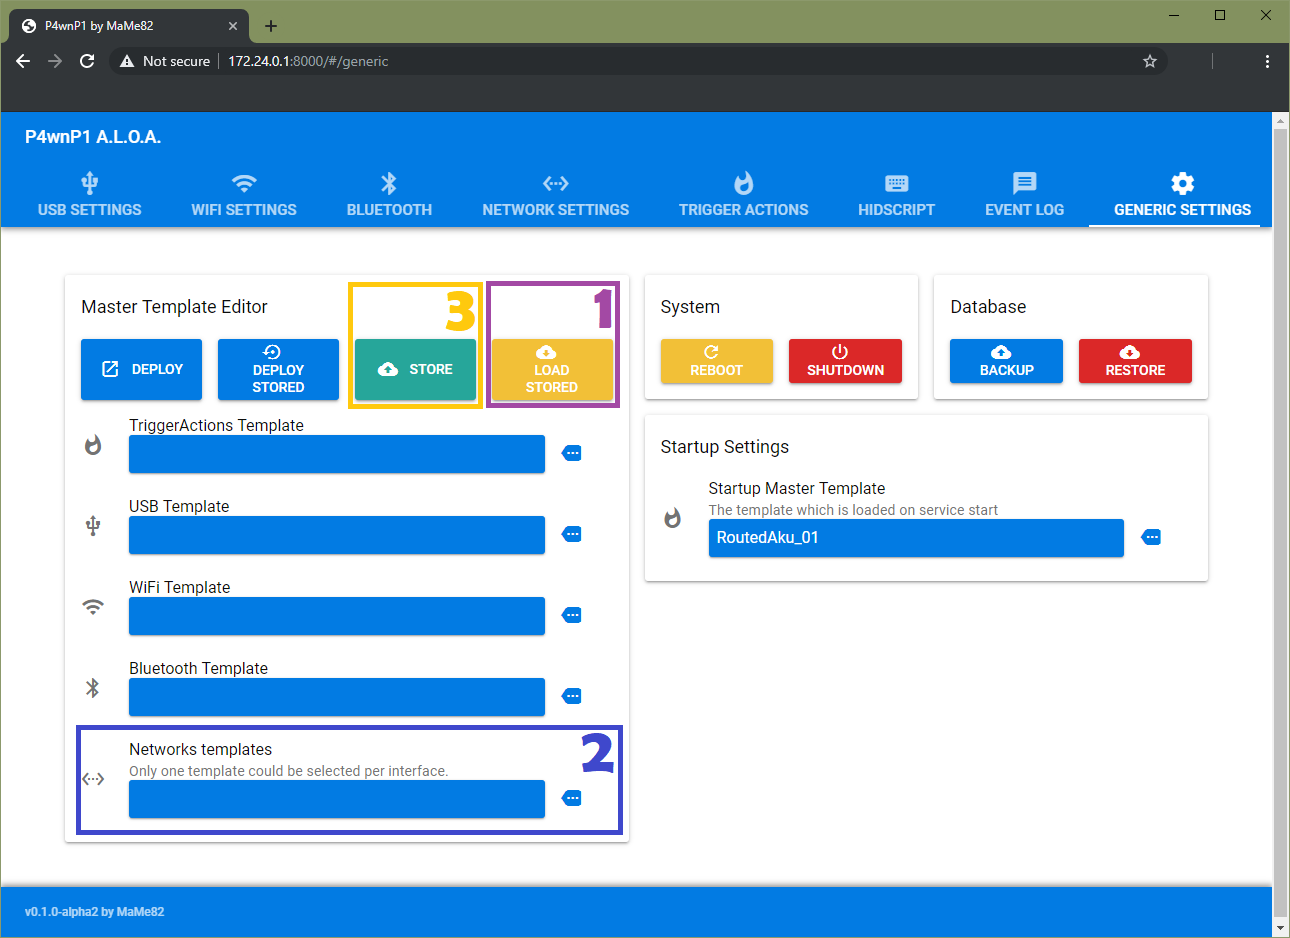 P4wnP1 by MaMe82
Not secure
172.24.0.1:8000/#/generic
P4wnP1 A.L.O.A.
USB SETTINGS
WIFI SETTINGS
BLUETOOTH
NETWORK SETTINGS
TRIGGER ACTIONS
HIDSCRIPT
EVENT LOG
GENERIC SETTINGS
Master Template Editor
3
1
DEPLOY
DEPLOY
STORED
STORE
LOAD
STORED
TriggerActions Template
USB Template
WiFi Template
Bluetooth Template
Networks templates
2
Only one template could be selected per interface.
System
REBOOT
SHUTDOWN
Database
BACKUP
RESTORE
Startup Settings
Startup Master Template
The template which is loaded on service start
RoutedAku_01
v0.1.0-alpha2 by MaMe82